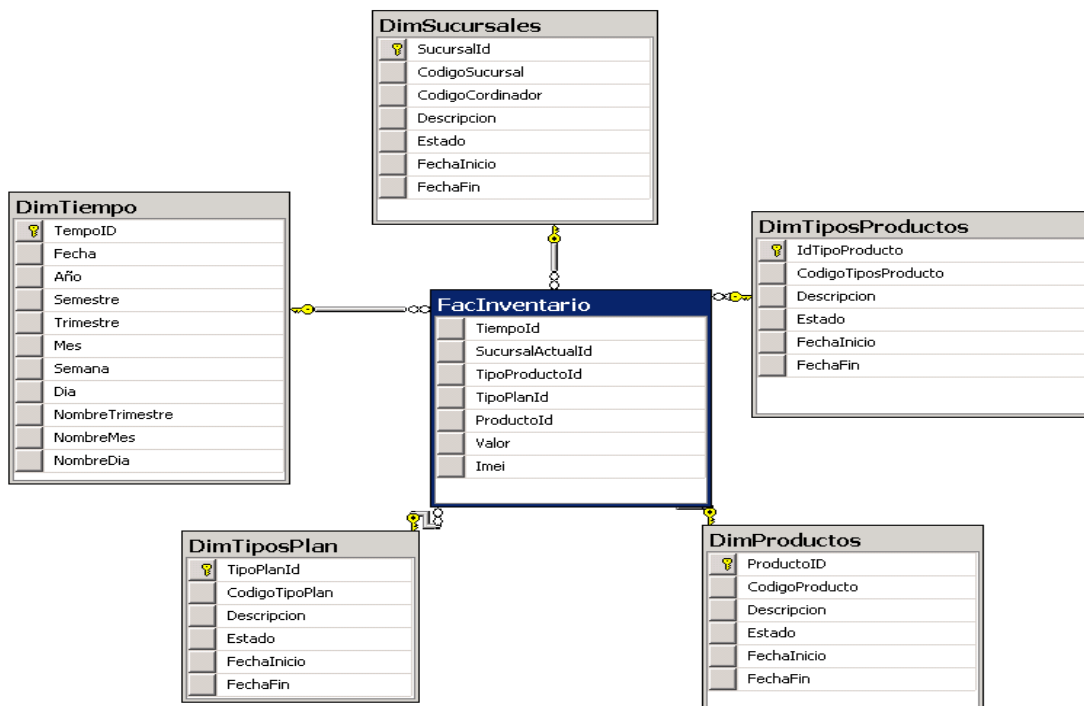 DimSucursales
SucursalId
CodigoSucursal
CodigoCordinador
Descripcion
Estado
FechaInicio
FechaFin
DimTiempo
TempoID
Fecha
Año
Semestre
Trimestre
Mes
Semana
Dia
NombreTrimestre
NombreMes
NombreDia
DimTiposProductos
IdTipoProducto
CodigoTiposProducto
Descripcion
Estado
FechaInicio
FechaFin
FacInventario
TiempoId
SucursalActualId
TipoProductoId
TipoPlanId
ProductoId
Valor
Imei
DimTiposPlan
TipoPlanId
CodigoTipoPlan
Descripcion
Estado
FechaInicio
FechaFin
DimProductos
ProductoID
CodigoProducto
Descripcion
Estado
FechaInicio
FechaFin